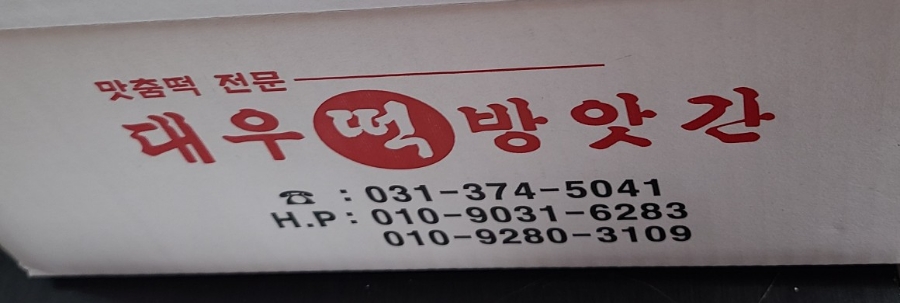 맞춤떡 전문
대우떡방앗간
☎ : 031-374-5041
H.P : 010-9031-6283
010-9280-3109